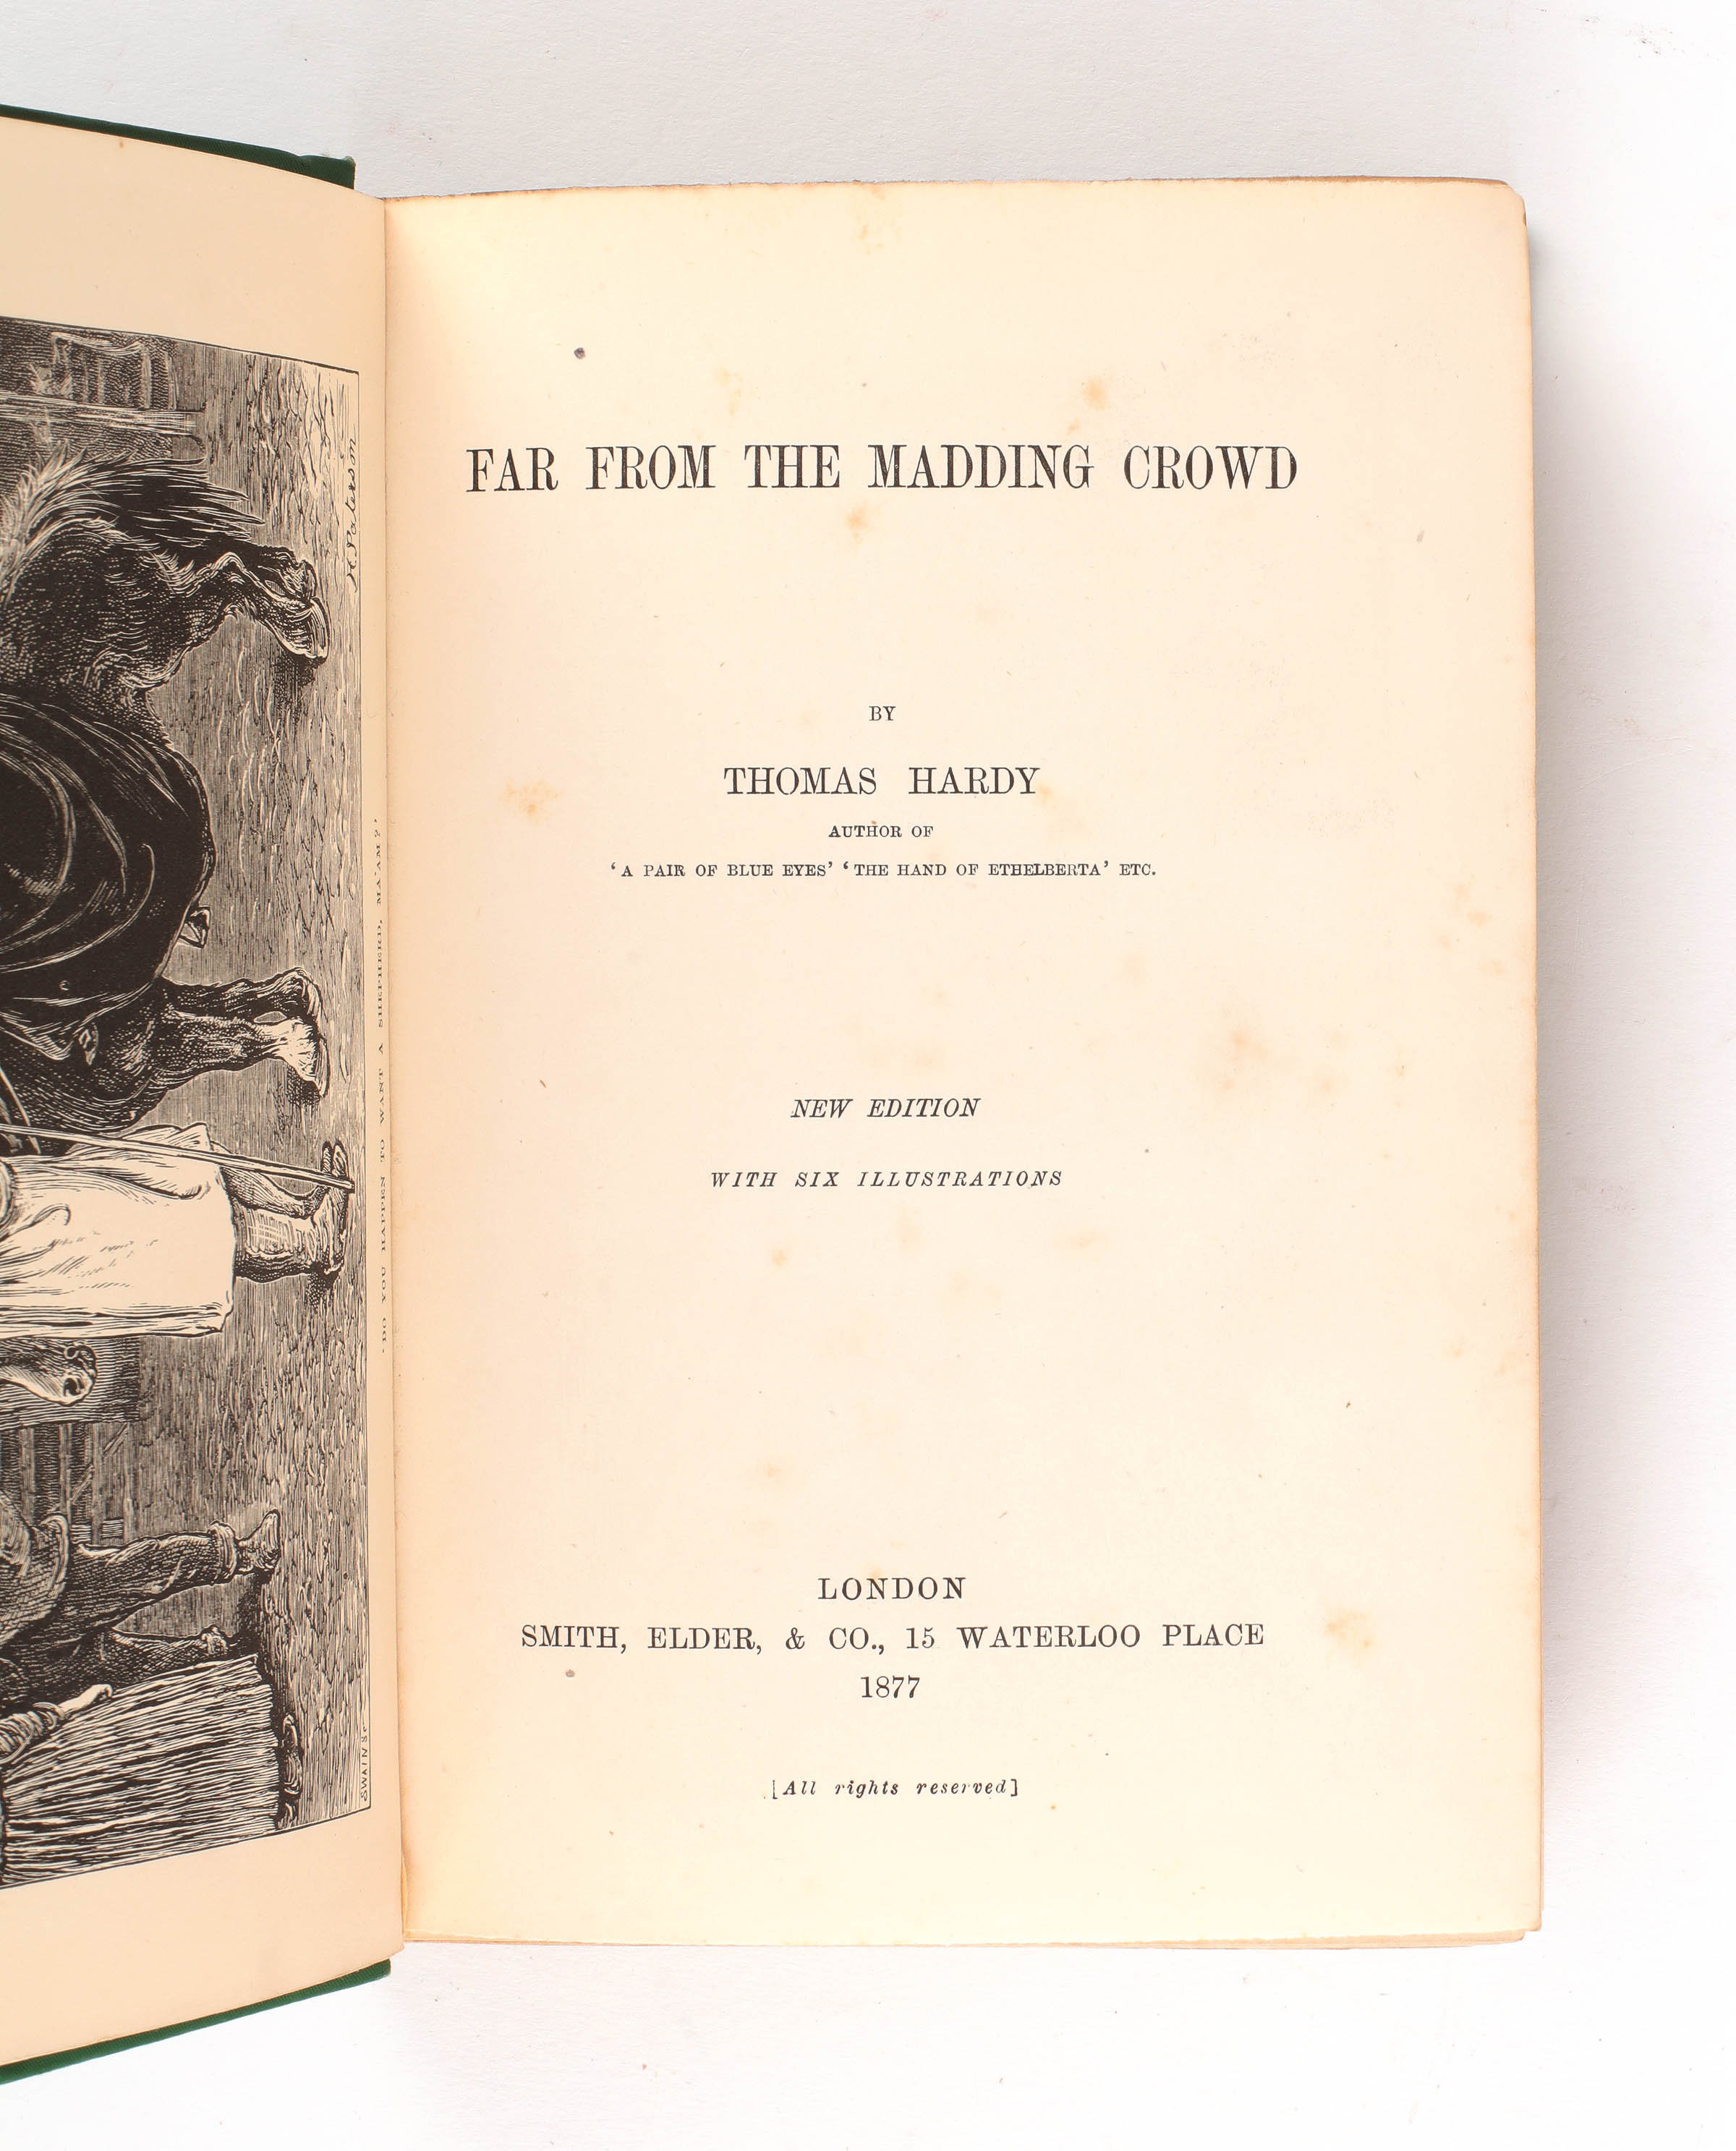 H Paterson
SWAIN Sc
'DO YOU HAPPEN TO WANT A SHEPHERD, MA'AM?'
FAR FROM THE MADDING CROWD
BY
THOMAS HARDY
AUTHOR OF
'A PAIR OF BLUE EYES' 'THE HAND OF ETHELBERTA' ETC.
NEW EDITION
WITH SIX ILLUSTRATIONS
LONDON
SMITH, ELDER, & CO., 15 WATERLOO PLACE
1877
[All rights reserved]